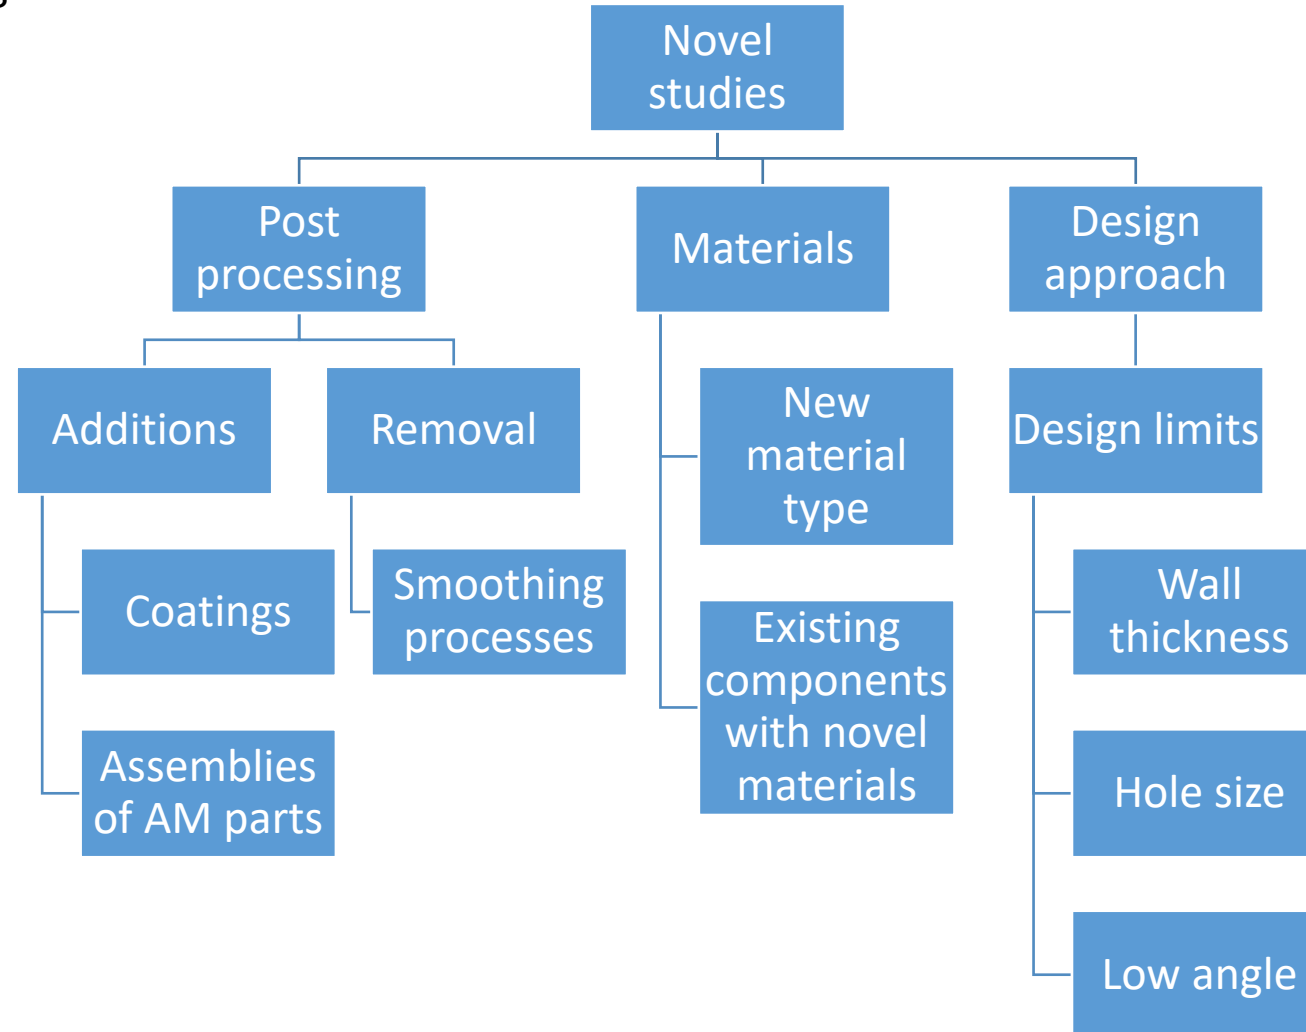 Novel
studies
Post
processing
Materials
Design
approach
Additions
Removal
New
material
type
Design limits
Coatings
Smoothing
processes
Existing
components
with novel
materials
Wall
thickness
Assemblies
of AM parts
Hole size
Low angle